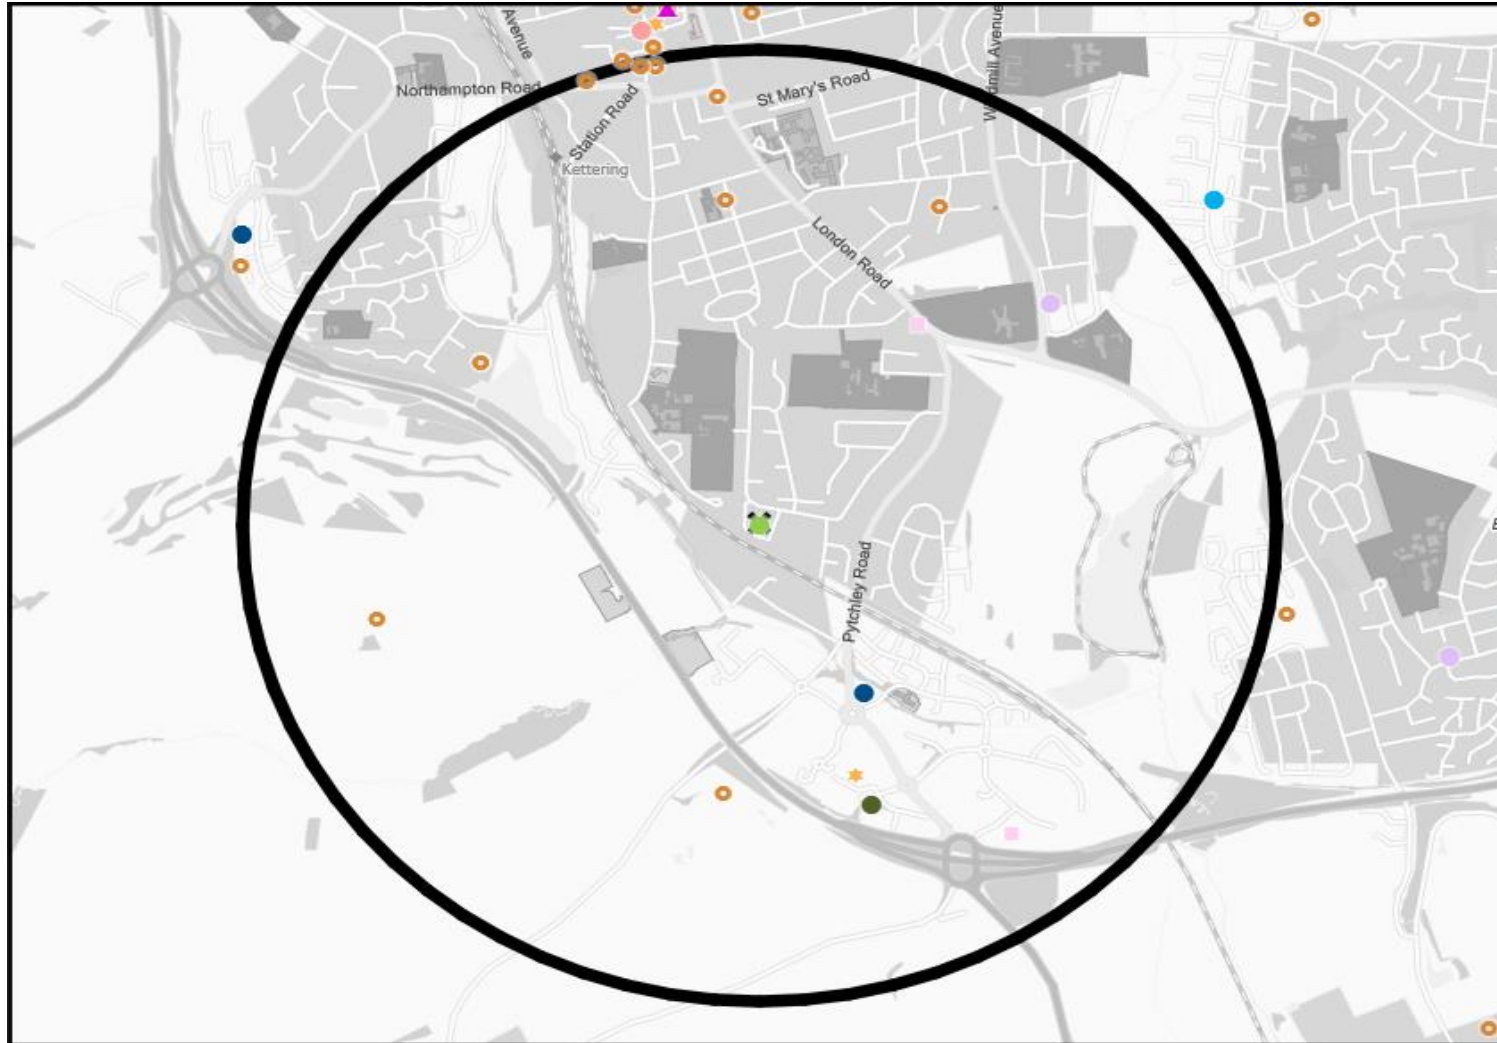 Avenue
Windmill Avenue
Northampton Road
Station Road
St Mary's Road
Kettering
London Road
Pytchley Road